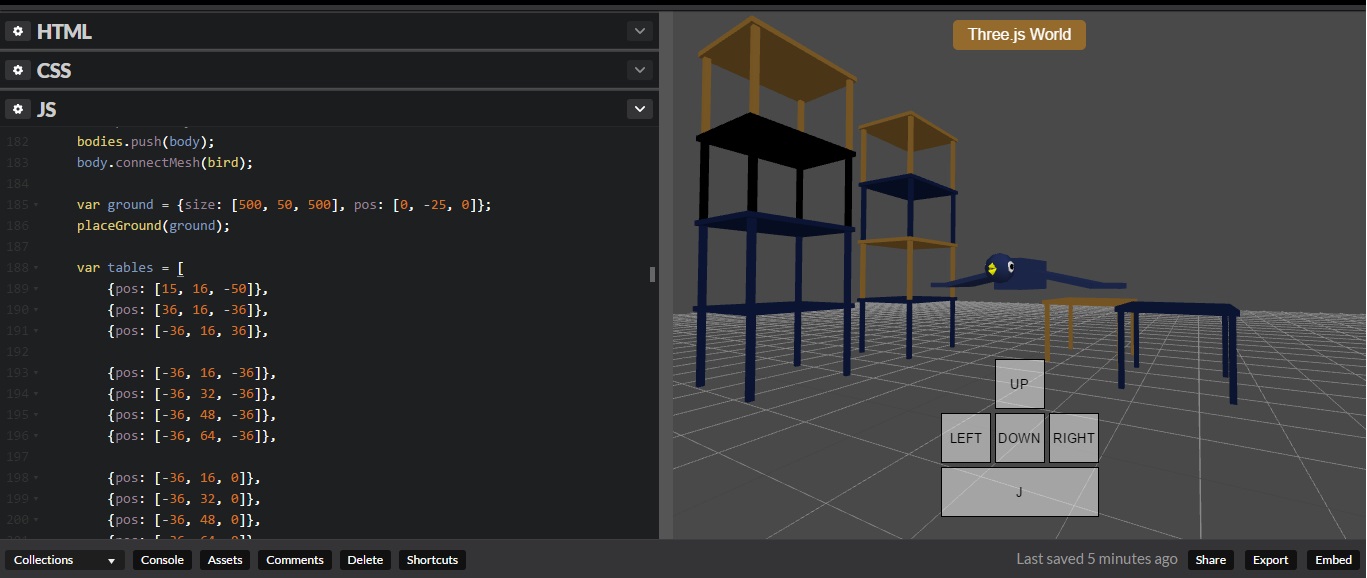 HTML
CSS
JS
182 bodies.push(body);
183 body.connectMesh(bird);
184
185 var ground = {size: [500, 50, 500], pos: [0, -25, 0]};
186 placeGround(ground);
187
188 var tables = [
189 {pos: [15, 16, -50]},
190 {pos: [36, 16, -36]},
191 {pos: [-36, 16, 36]},
192
193 {pos: [-36, 16, -36]},
194 {pos: [-36, 32, -36]},
195 {pos: [-36, 48, -36]},
196 {pos: [-36, 64, -36]},
197
198 {pos: [-36, 16, 0]},
199 {pos: [-36, 32, 0]},
200 {pos: [-36, 48, 0]},
Three.js World
UP
LEFT DOWN RIGHT
J
Collections Console Assets Comments Delete Shortcuts Last saved 5 minutes ago Share Export Embed